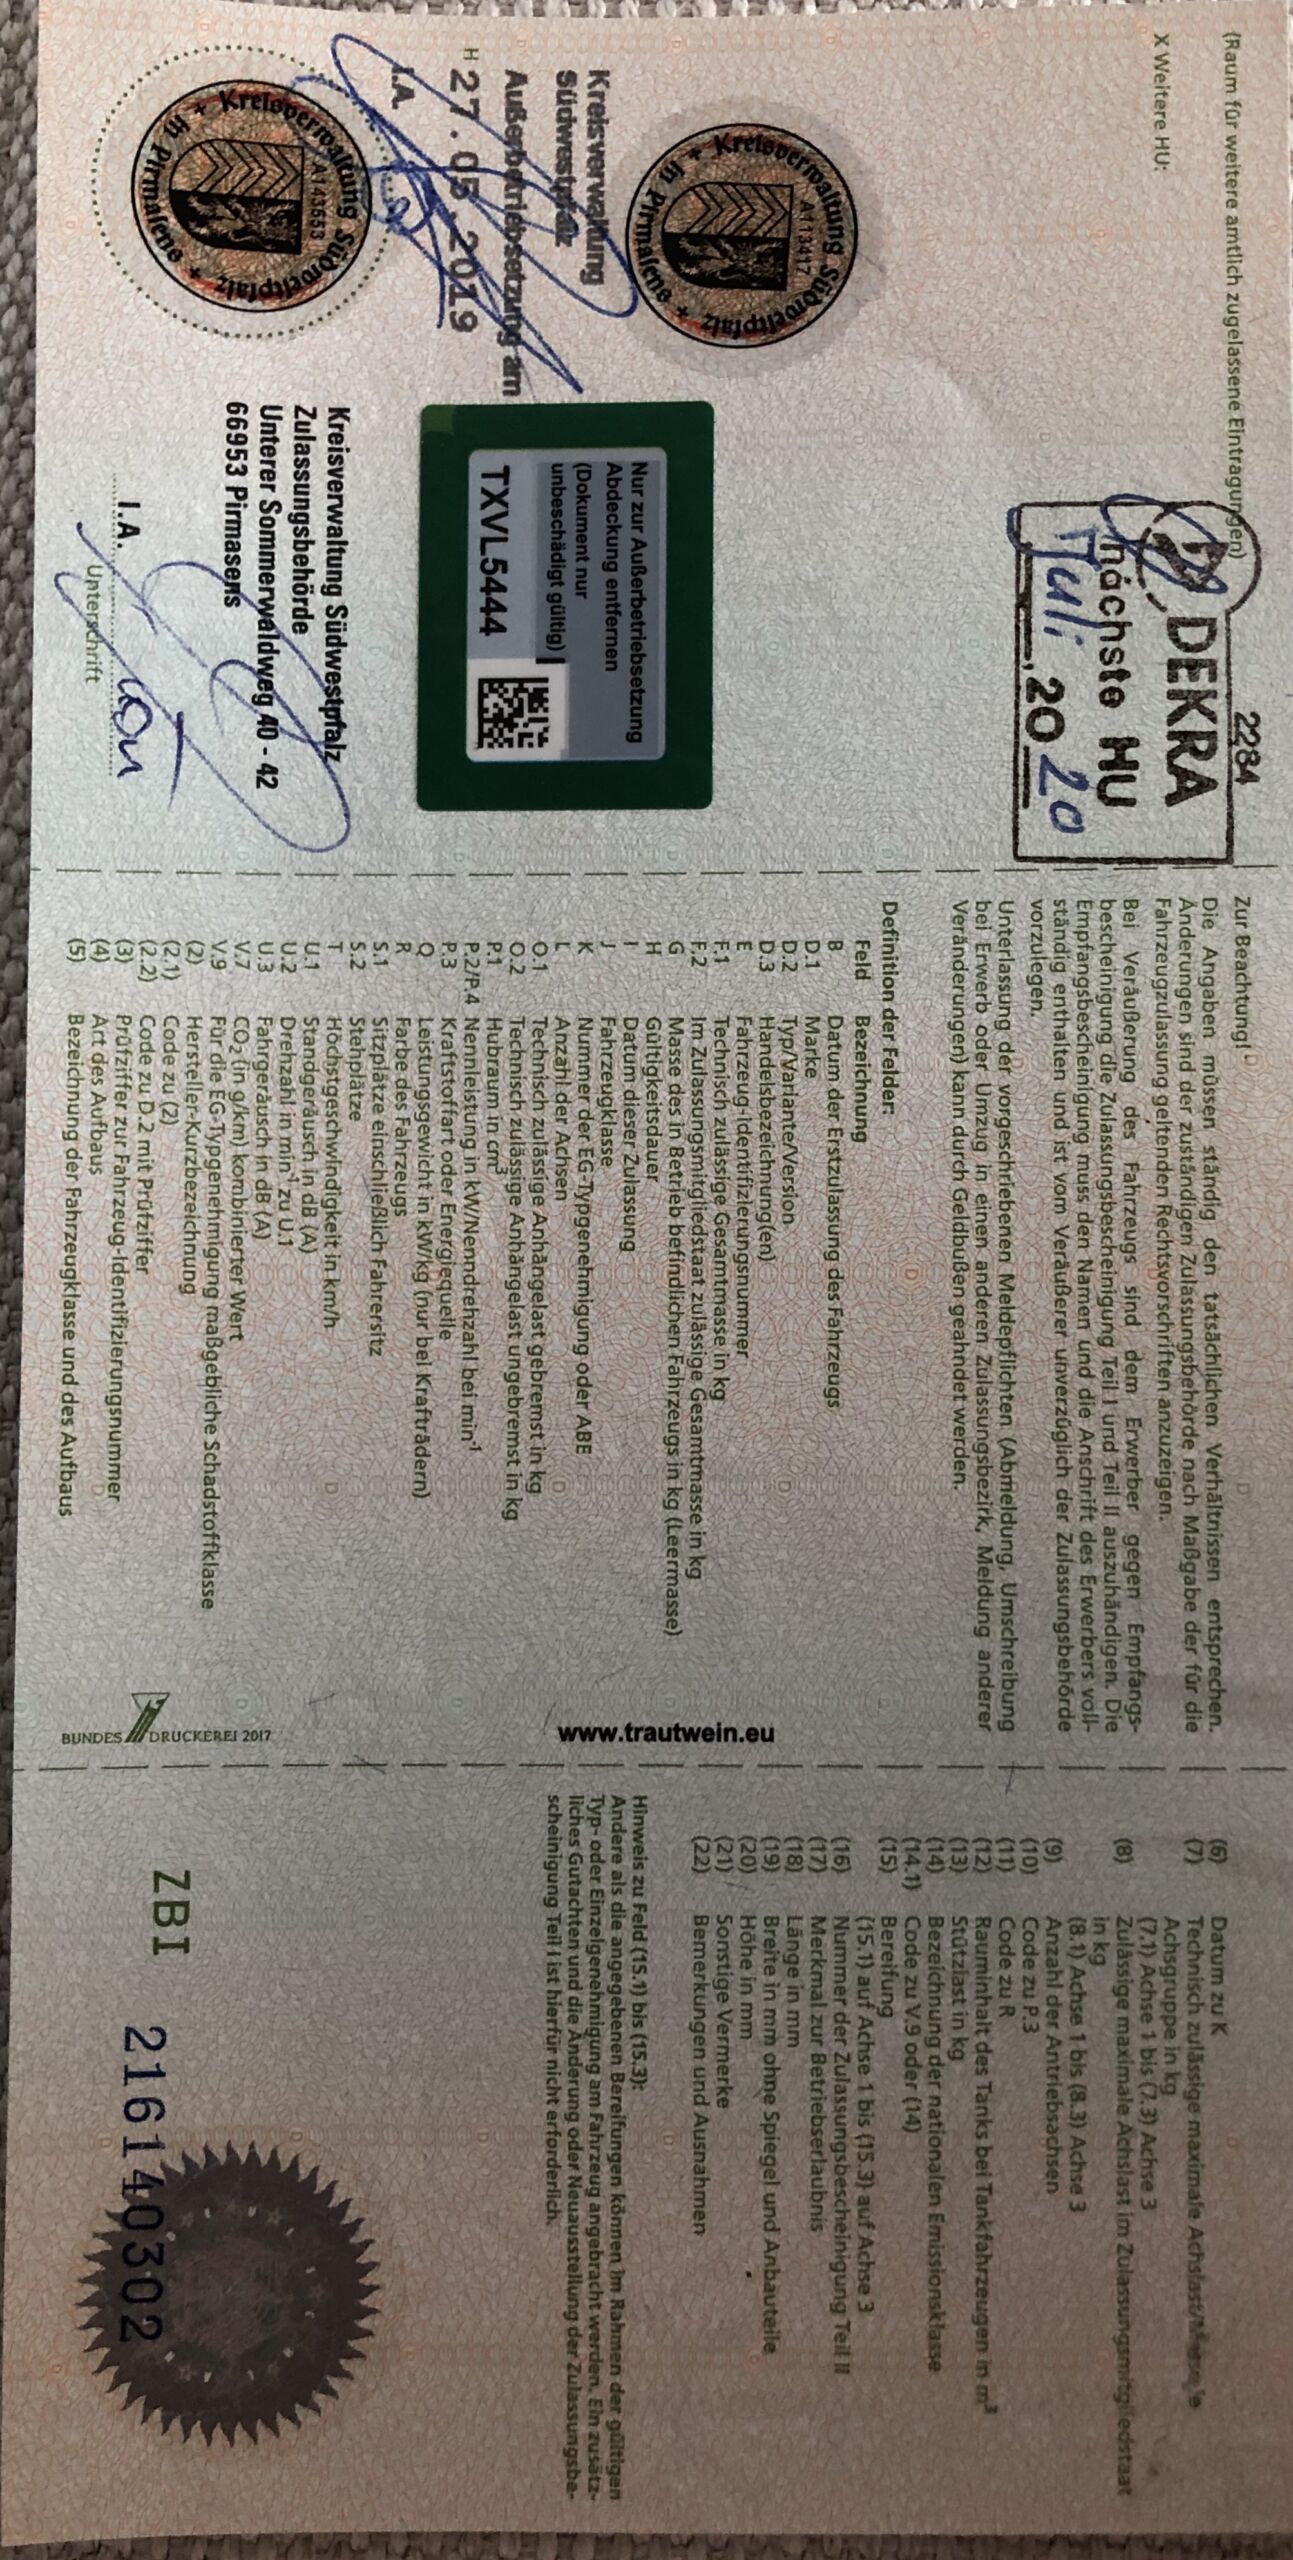 (Raum für weitere amtlich zugelassene Eintragungen)
X Weitere HU:
2284
DEKRA
nächste HU
Juli, 20 20
Kreisverwaltung Südwestpfalz
A113417
in Pirmasens
Kreisverwaltung
Südwestpfalz
Außerbetriebsetzung am
H 27. 05. 2019
I.A.
Nur zur Außerbetriebsetzung
Abdeckung entfernen
(Dokument nur
unbeschädigt gültig)
TXVL5444
Kreisverwaltung Südwestpfalz
A143553
in Pirmasens
Kreisverwaltung Südwestpfalz
Zulassungsbehörde
Unterer Sommerwaldweg 40 - 42
66953 Pirmasens
I.A.
Unterschrift
Zur Beachtung!
Die Angaben müssen ständig den tatsächlichen Verhältnissen entsprechen.
Änderungen sind der zuständigen Zulassungsbehörde nach Maßgabe der für die
Fahrzeugzulassung geltenden Rechtsvorschriften anzuzeigen.
Bei Veräußerung des Fahrzeugs sind dem Erwerber gegen Empfangs-
bescheinigung die Zulassungsbescheinigung Teil I und Teil II auszuhändigen. Die
Empfangsbescheinigung muss den Namen und die Anschrift des Erwerbers voll-
ständig enthalten und ist vom Veräußerer unverzüglich der Zulassungsbehörde
vorzulegen.
Unterlassung der vorgeschriebenen Meldepflichten (Abmeldung, Umschreibung
bei Erwerb oder Umzug in einen anderen Zulassungsbezirk, Meldung anderer
Veränderungen) kann durch Geldbußen geahndet werden.
Definition der Felder:
Feld Bezeichnung
B Datum der Erstzulassung des Fahrzeugs
D.1 Marke
D.2 Typ/Variante/Version
D.3 Handelsbezeichnung(en)
E Fahrzeug-Identifizierungsnummer
F.1 Technisch zulässige Gesamtmasse in kg
F.2 Im Zulassungsmitgliedstaat zulässige Gesamtmasse in kg
G Masse des in Betrieb befindlichen Fahrzeugs in kg (Leermasse)
H Gültigkeitsdauer
I Datum dieser Zulassung
J Fahrzeugklasse
K Nummer der EG-Typgenehmigung oder ABE
L Anzahl der Achsen
O.1 Technisch zulässige Anhängelast gebremst in kg
O.2 Technisch zulässige Anhängelast ungebremst in kg
P.1 Hubraum in cm³
P.2/P.4 Nennleistung in kW/Nenndrehzahl bei min⁻¹
P.3 Kraftstoffart oder Energiequelle
Q Leistungsgewicht in kW/kg (nur bei Krafträdern)
R Farbe des Fahrzeugs
S.1 Sitzplätze einschließlich Fahrersitz
S.2 Stehplätze
T Höchstgeschwindigkeit in km/h
U.1 Standgeräusch in dB (A)
U.2 Drehzahl in min⁻¹ zu U.1
U.3 Fahrgeräusch in dB (A)
V.7 CO₂ (in g/km) kombinierter Wert
V.9 Für die EG-Typgenehmigung maßgebliche Schadstoffklasse
(2) Hersteller-Kurzbezeichnung
(2.1) Code zu (2)
(2.2) Code zu D.2 mit Prüfziffer
(3) Prüfziffer zur Fahrzeug-Identifizierungsnummer
(4) Art des Aufbaus
(5) Bezeichnung der Fahrzeugklasse und des Aufbaus
www.trautwein.eu
BUNDESDRUCKEREI 2017
(6) Datum zu K
(7) Technisch zulässige maximale Achslast/Masse je
Achsgruppe in kg
(7.1) Achse 1 bis (7.3) Achse 3
(8) Zulässige maximale Achslast im Zulassungsmitgliedstaat
in kg
(8.1) Achse 1 bis (8.3) Achse 3
(9) Anzahl der Antriebsachsen
(10) Code zu P.3
(11) Code zu R
(12) Rauminhalt des Tanks bei Tankfahrzeugen in m³
(13) Stützlast in kg
(14) Bezeichnung der nationalen Emissionsklasse
(14.1) Code zu V.9 oder (14)
(15) Bereifung
(15.1) auf Achse 1 bis (15.3) auf Achse 3
(16) Nummer der Zulassungsbescheinigung Teil II
(17) Merkmal zur Betriebserlaubnis
(18) Länge in mm
(19) Breite in mm ohne Spiegel und Anbauteile
(20) Höhe in mm
(21) Sonstige Vermerke
(22) Bemerkungen und Ausnahmen
Hinweis zu Feld (15.1) bis (15.3):
Andere als die angegebenen Bereifungen können im Rahmen der gültigen
Typ- oder Einzelgenehmigung am Fahrzeug angebracht werden. Ein zusätz-
liches Gutachten und die Änderung oder Neuausstellung der Zulassungsbe-
scheinigung Teil I ist hierfür nicht erforderlich.
ZBI 216140302